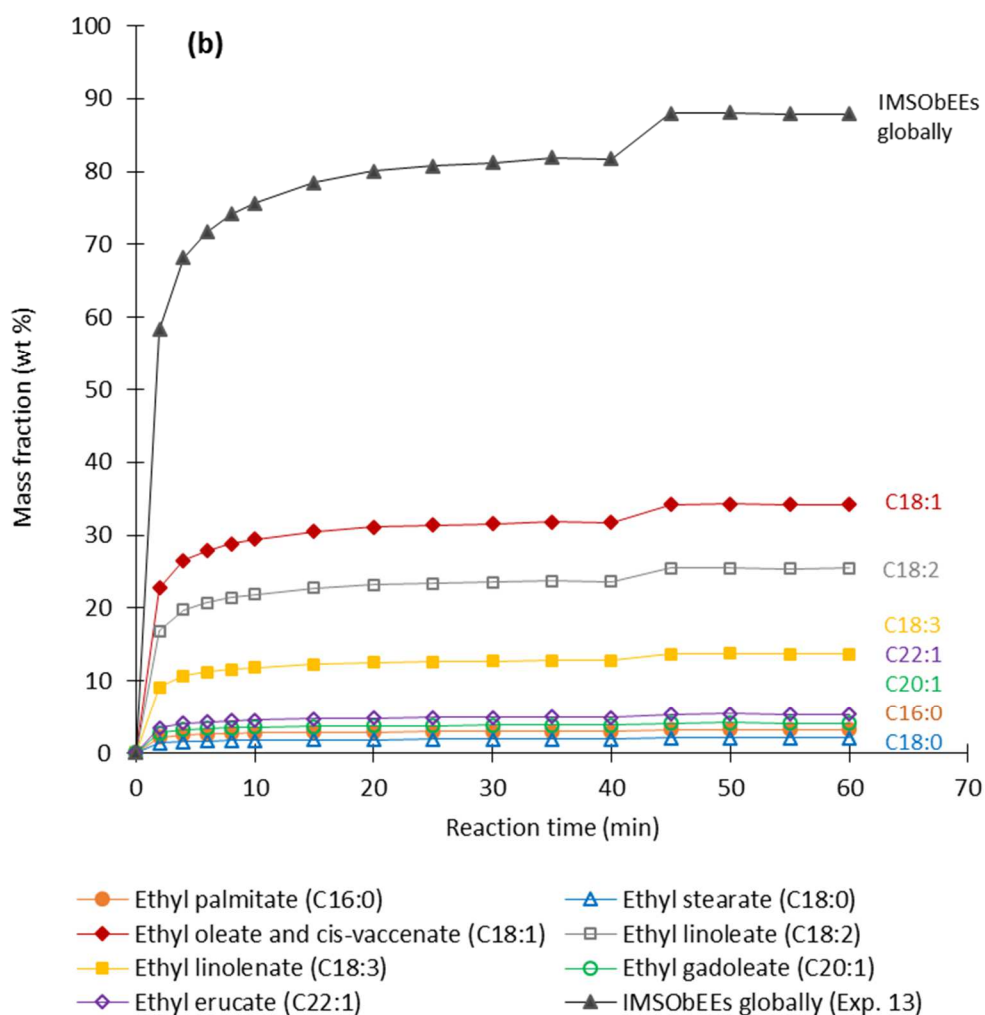 (b)
100
90
80
70
60
50
40
30
20
10
0
Mass fraction (wt %)
IMSObEEs
globally
C18:1
C18:2
C18:3
C22:1
C20:1
C16:0
C18:0
0 10 20 30 40 50 60 70
Reaction time (min)
Ethyl palmitate (C16:0)
Ethyl stearate (C18:0)
Ethyl oleate and cis-vaccenate (C18:1)
Ethyl linoleate (C18:2)
Ethyl linolenate (C18:3)
Ethyl gadoleate (C20:1)
Ethyl erucate (C22:1)
IMSObEEs globally (Exp. 13)